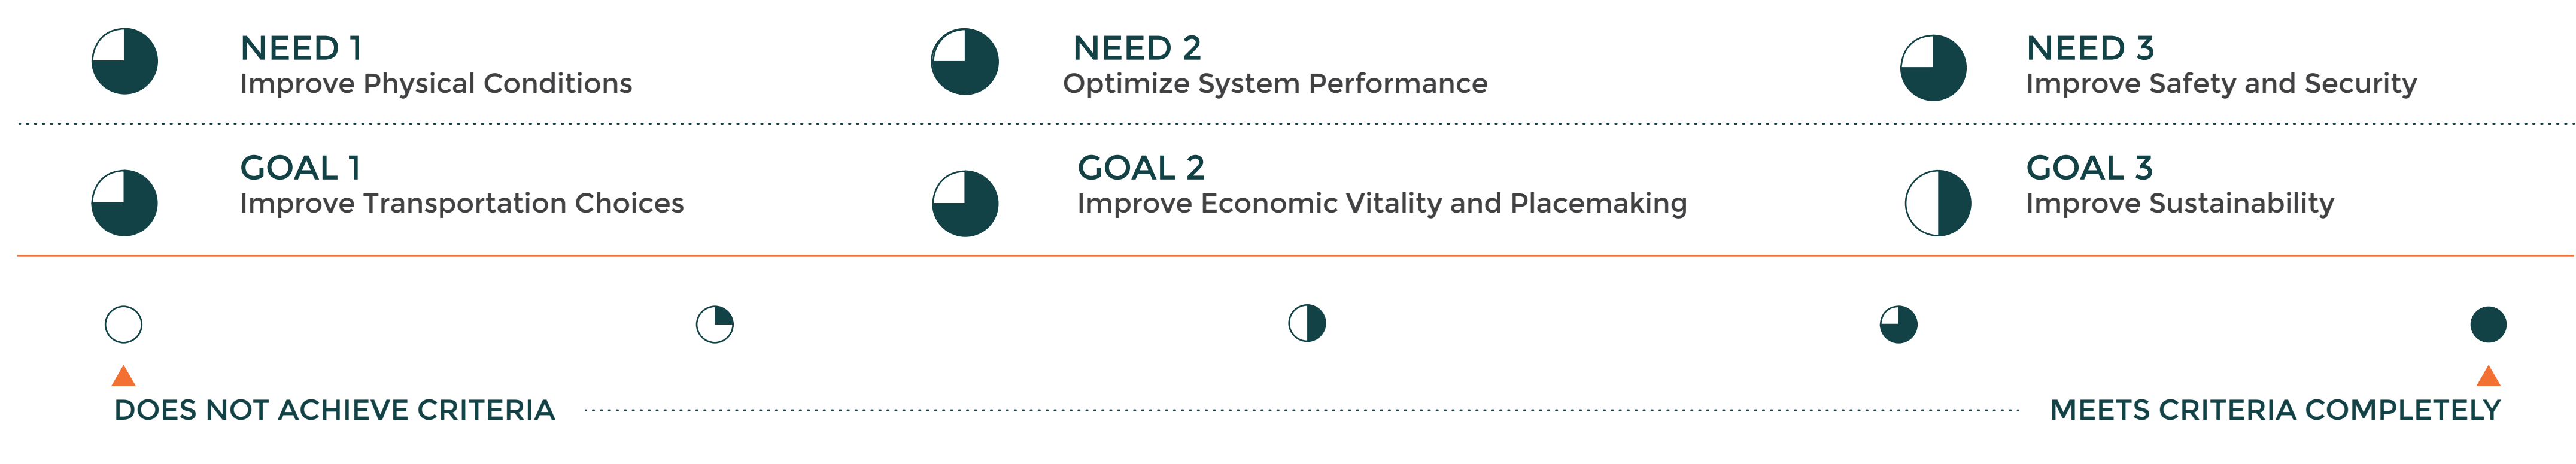 NEED 1
Improve Physical Conditions
NEED 2
Optimize System Performance
NEED 3
Improve Safety and Security
GOAL 1
Improve Transportation Choices
GOAL 2
Improve Economic Vitality and Placemaking
GOAL 3
Improve Sustainability
DOES NOT ACHIEVE CRITERIA
MEETS CRITERIA COMPLETELY